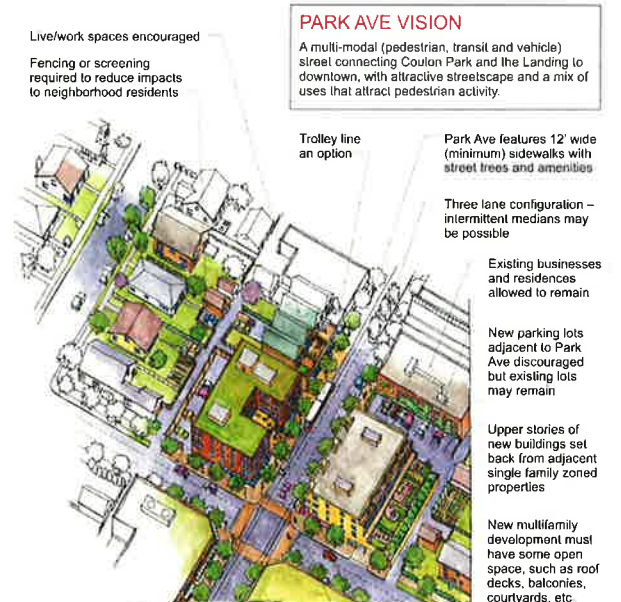 PARK AVE VISION
A multi-modal (pedestrian, transit and vehicle)
street connecting Coulon Park and the Landing to
downtown, with attractive streetscape and a mix of
uses that attract pedestrian activity.
Live/work spaces encouraged
Fencing or screening
required to reduce impacts
to neighborhood residents
Trolley line
an option
Park Ave features 12' wide
(minimum) sidewalks with
street trees and amenities
Three lane configuration –
intermittent medians may
be possible
Existing businesses
and residences
allowed to remain
New parking lots
adjacent to Park
Ave discouraged
but existing lots
may remain
Upper stories of
new buildings set
back from adjacent
single family zoned
properties
New multifamily
development must
have some open
space, such as roof
decks, balconies,
courtyards, etc